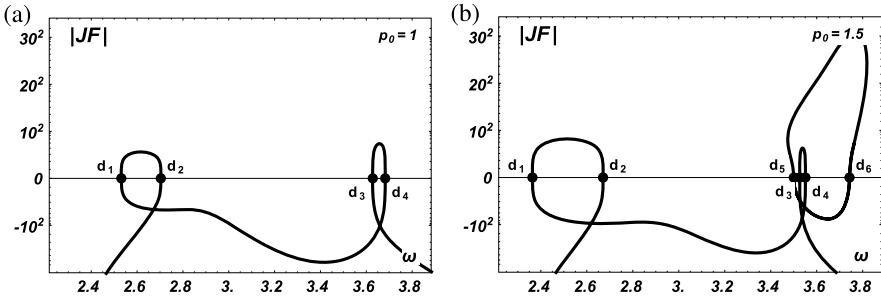 (a)
|JF|
p₀ = 1
30²
20²
10²
0
-10²
d₁
d₂
d₃
d₄
ω
2.4 2.6 2.8 3. 3.2 3.4 3.6 3.8
(b)
|JF|
p₀ = 1.5
30²
20²
10²
0
-10²
d₁
d₂
d₅
d₆
d₃
d₄
ω
2.4 2.6 2.8 3. 3.2 3.4 3.6 3.8